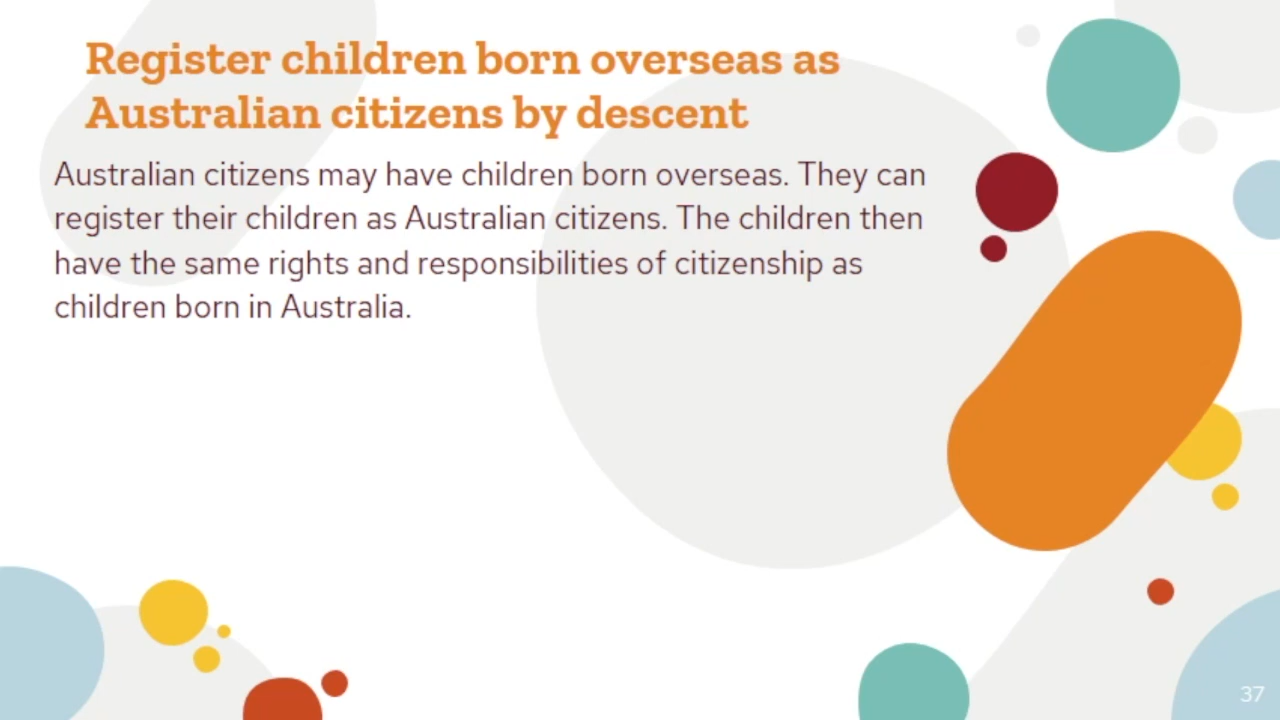 Register children born overseas as
Australian citizens by descent
Australian citizens may have children born overseas. They can
register their children as Australian citizens. The children then
have the same rights and responsibilities of citizenship as
children born in Australia.
37